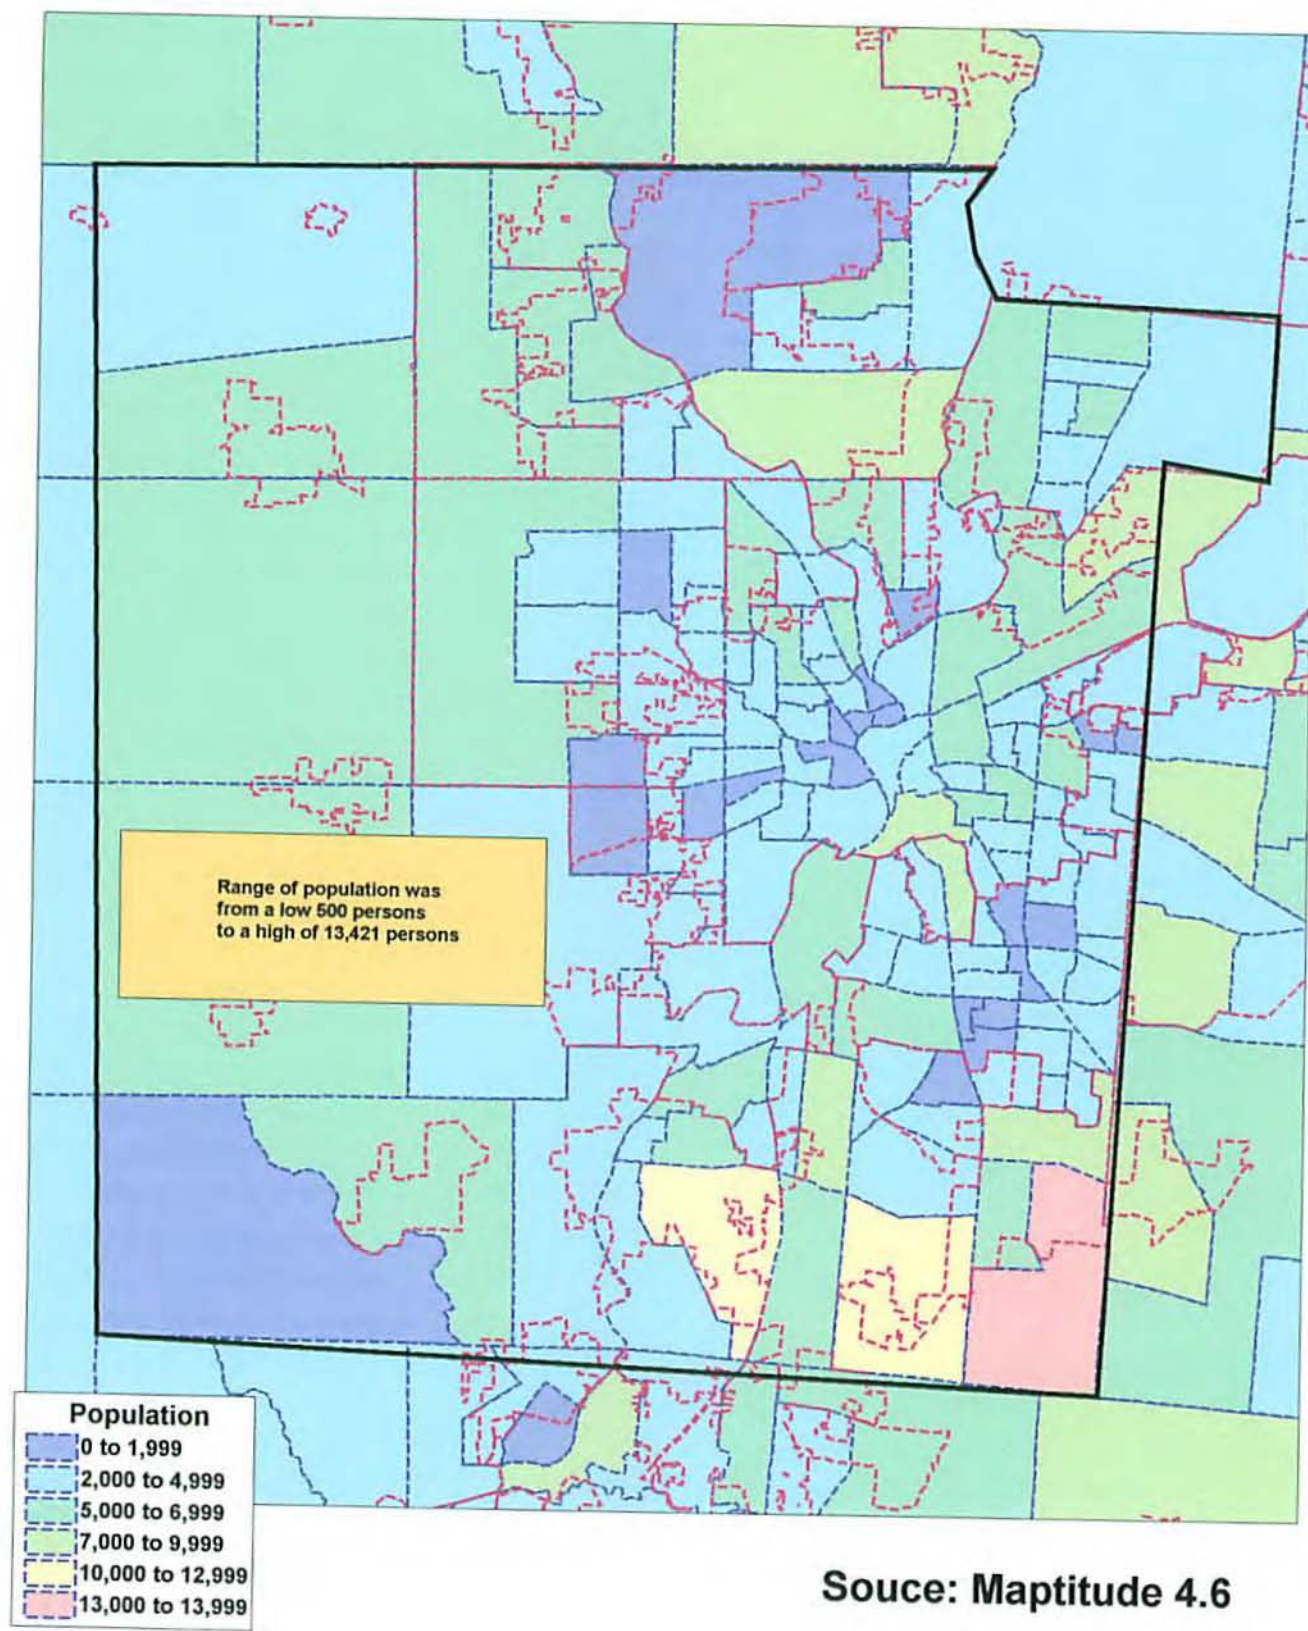 Range of population was
from a low 500 persons
to a high of 13,421 persons
Population
0 to 1,999
2,000 to 4,999
5,000 to 6,999
7,000 to 9,999
10,000 to 12,999
13,000 to 13,999
Souce: Maptitude 4.6